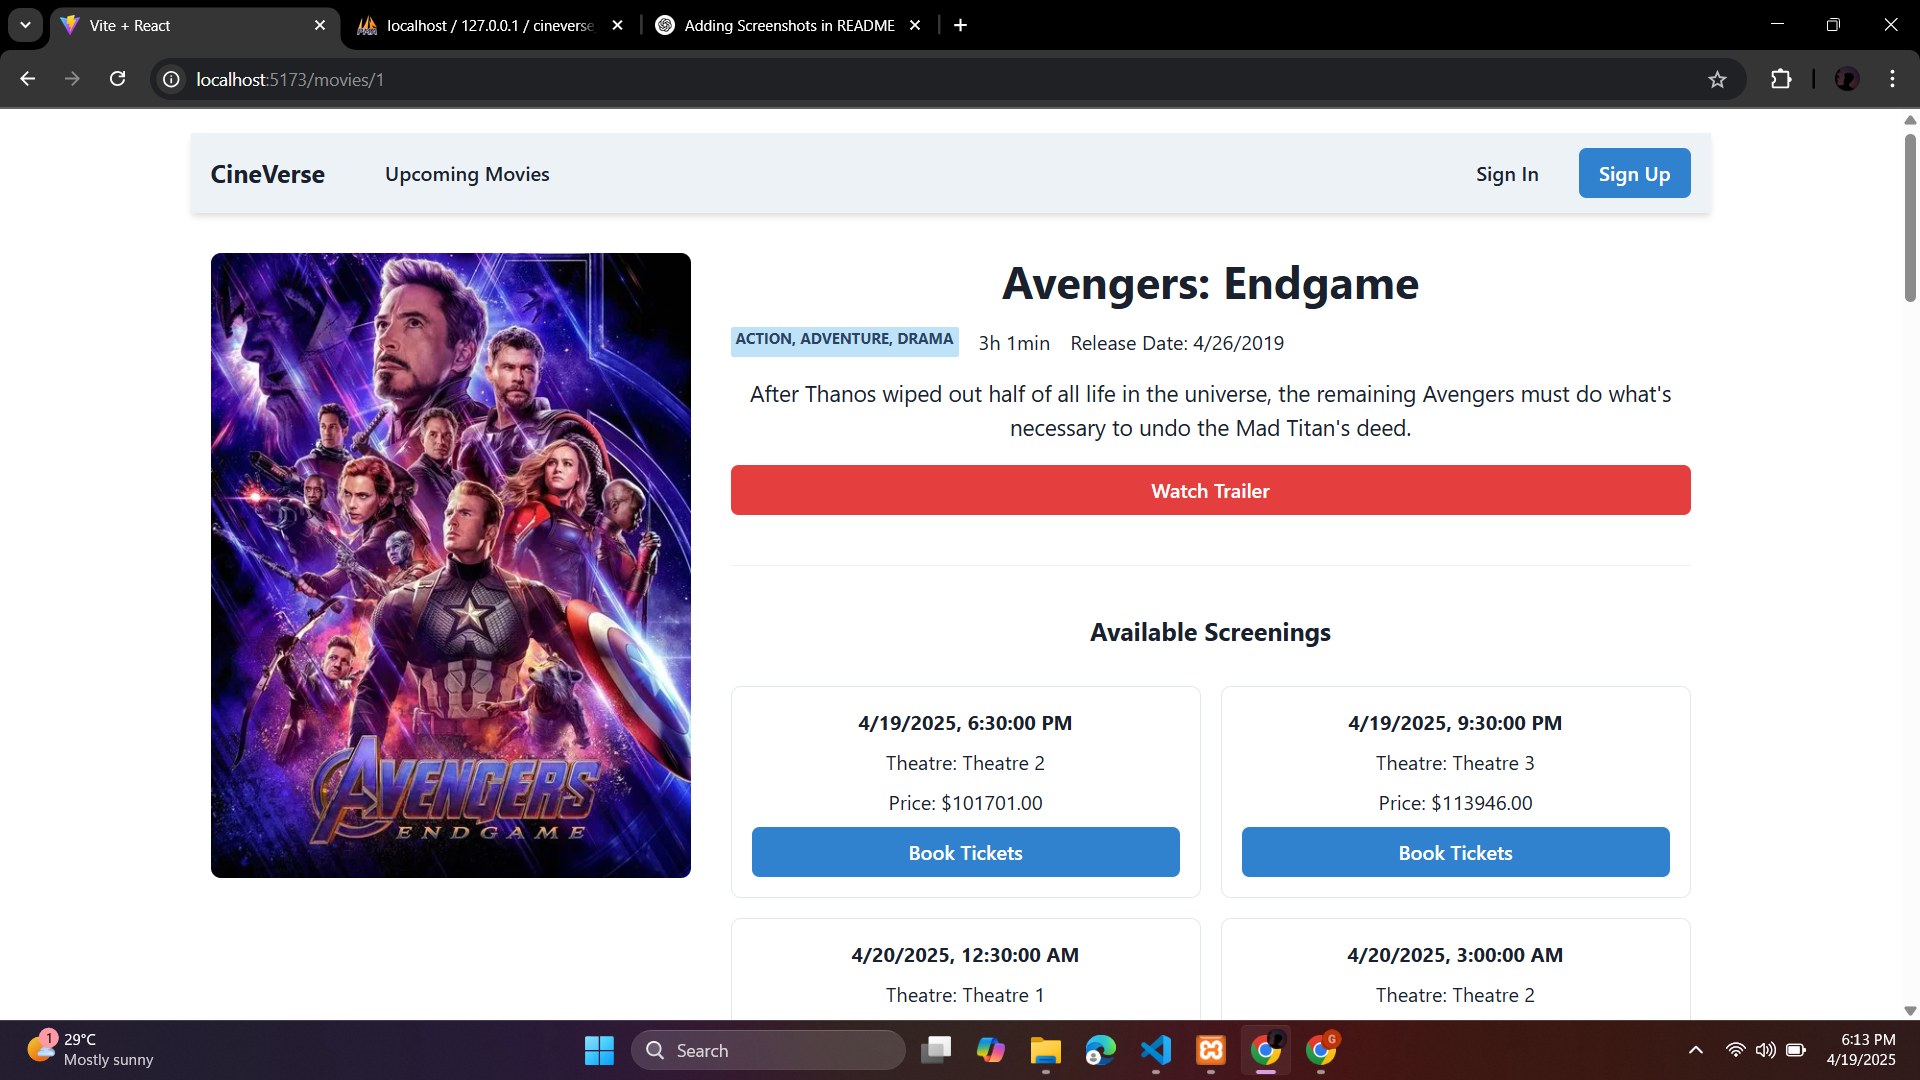 Vite + React
localhost / 127.0.0.1 / cineverse
Adding Screenshots in README
localhost:5173/movies/1
CineVerse
Upcoming Movies
Sign In
Sign Up
AVENGERS
ENDGAME
Avengers: Endgame
ACTION, ADVENTURE, DRAMA
3h 1min
Release Date: 4/26/2019
After Thanos wiped out half of all life in the universe, the remaining Avengers must do what's
necessary to undo the Mad Titan's deed.
Watch Trailer
Available Screenings
4/19/2025, 6:30:00 PM
Theatre: Theatre 2
Price: $101701.00
Book Tickets
4/19/2025, 9:30:00 PM
Theatre: Theatre 3
Price: $113946.00
Book Tickets
4/20/2025, 12:30:00 AM
Theatre: Theatre 1
4/20/2025, 3:00:00 AM
Theatre: Theatre 2
1
29°C
Mostly sunny
Search
G
6:13 PM
4/19/2025